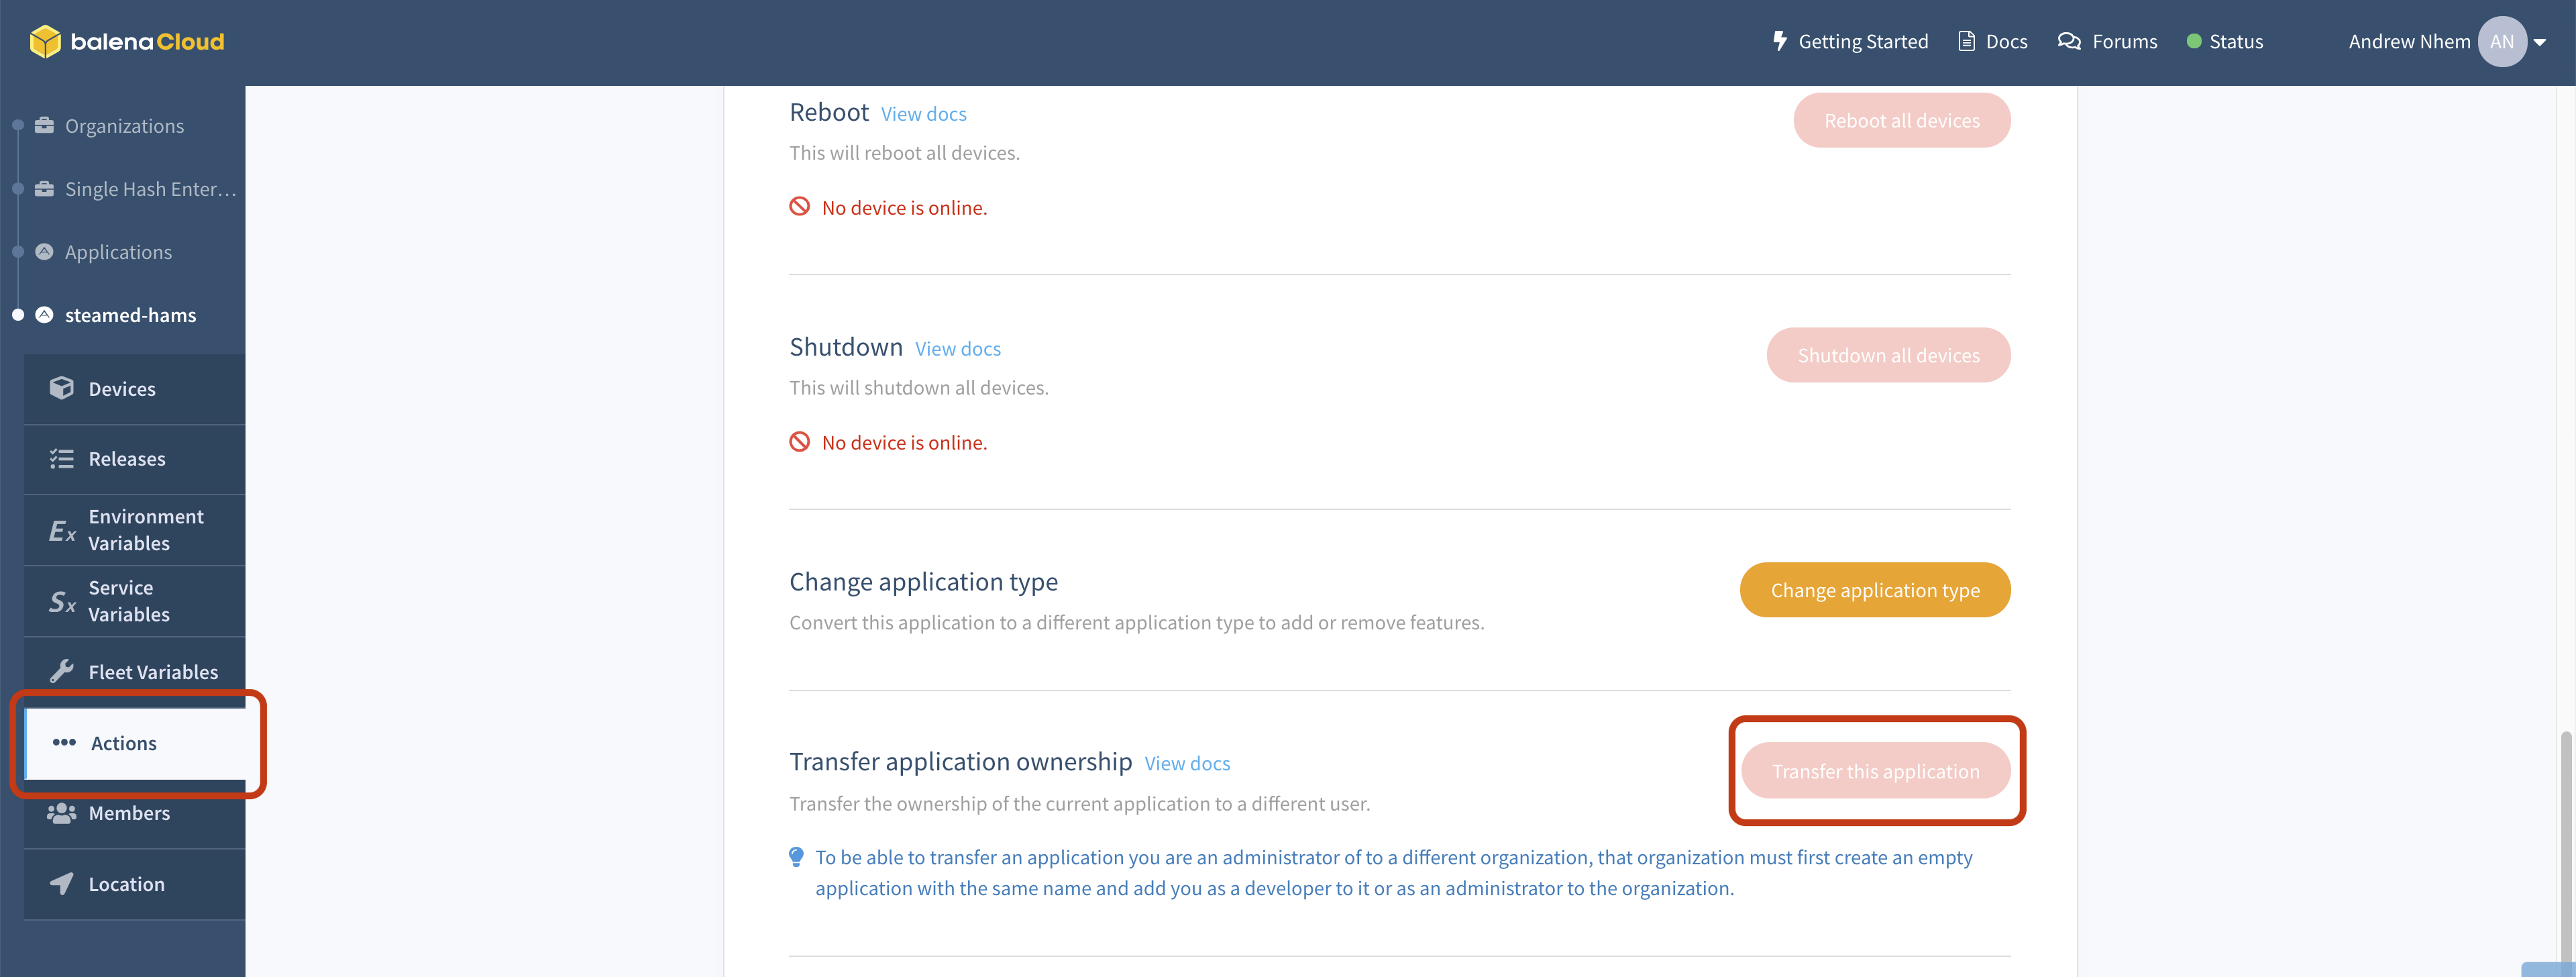 balenaCloud
Getting Started
Docs
Forums
Status
Andrew Nhem
AN
Organizations
Single Hash Enter...
Applications
steamed-hams
Devices
Releases
Ex
Environment
Variables
Sx
Service
Variables
Fleet Variables
Actions
Members
Location
Reboot View docs
Reboot all devices
This will reboot all devices.
No device is online.
Shutdown View docs
Shutdown all devices
This will shutdown all devices.
No device is online.
Change application type
Change application type
Convert this application to a different application type to add or remove features.
Transfer application ownership View docs
Transfer this application
Transfer the ownership of the current application to a different user.
To be able to transfer an application you are an administrator of to a different organization, that organization must first create an empty
application with the same name and add you as a developer to it or as an administrator to the organization.